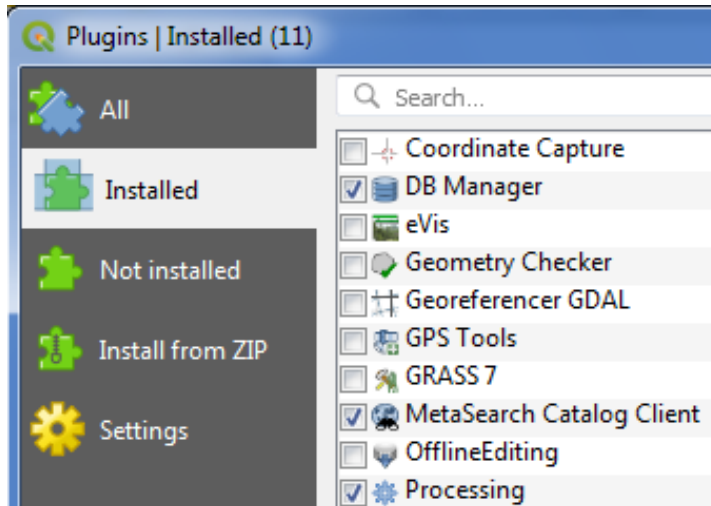 Plugins | Installed (11)
All
Installed
Not installed
Install from ZIP
Settings
Search...
Coordinate Capture
DB Manager
eVis
Geometry Checker
Georeferencer GDAL
GPS Tools
GRASS 7
MetaSearch Catalog Client
OfflineEditing
Processing